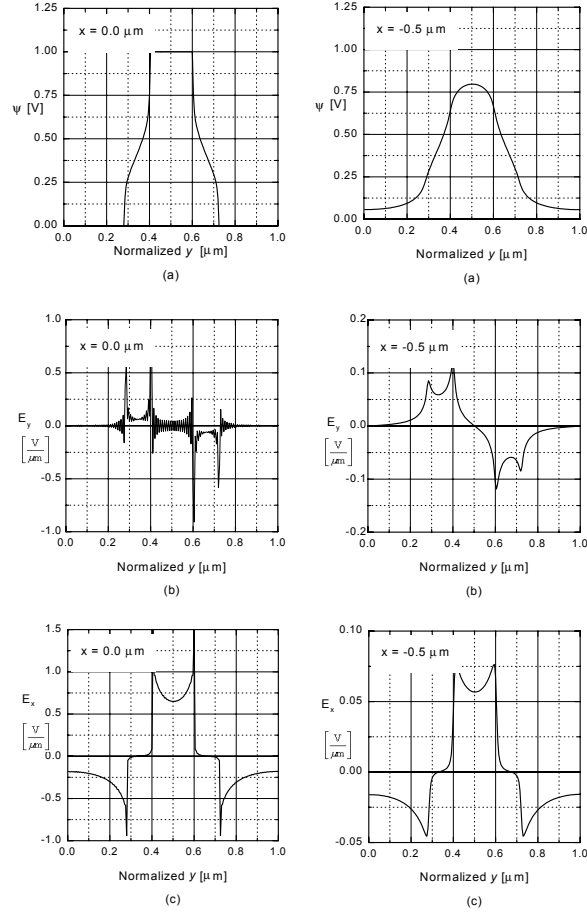 x = 0.0 µm
1.25
1.00
0.75
ψ [V]
0.50
0.25
0.00
0.0 0.2 0.4 0.6 0.8 1.0
Normalized y [µm]
(a)
x = -0.5 µm
1.25
1.00
0.75
ψ [V]
0.50
0.25
0.00
0.0 0.2 0.4 0.6 0.8 1.0
Normalized y [µm]
(a)
x = 0.0 µm
1.0
0.5
E_y
0.0
[V/µm]
-0.5
-1.0
0.0 0.2 0.4 0.6 0.8 1.0
Normalized y [µm]
(b)
x = -0.5 µm
0.2
0.1
E_y
0.0
[V/µm]
-0.1
-0.2
0.0 0.2 0.4 0.6 0.8 1.0
Normalized y [µm]
(b)
x = 0.0 µm
1.5
1.0
E_x
0.5
[V/µm]
0.0
-0.5
-1.0
0.0 0.2 0.4 0.6 0.8 1.0
Normalized y [µm]
(c)
x = -0.5 µm
0.10
0.05
E_x
[V/µm]
0.00
-0.05
0.0 0.2 0.4 0.6 0.8 1.0
Normalized y [µm]
(c)